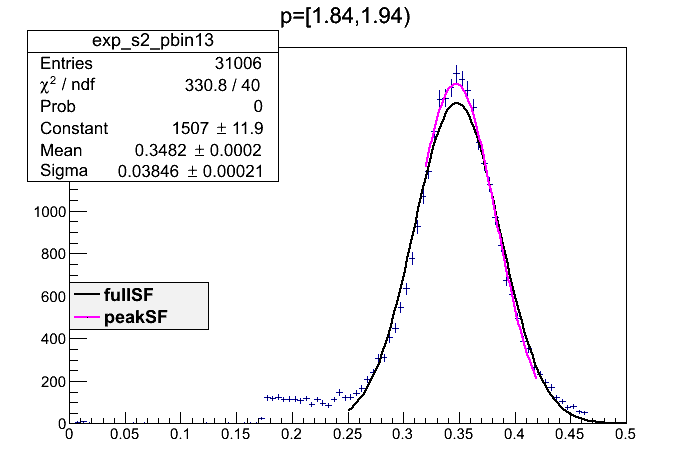 p=[1.84,1.94)
exp_s2_pbin13
Entries 31006
χ² / ndf 330.8 / 40
Prob 0
Constant 1507 ± 11.9
Mean 0.3482 ± 0.0002
Sigma 0.03846 ± 0.00021
1000
800
600
400
200
0
fullSF
peakSF
0 0.05 0.1 0.15 0.2 0.25 0.3 0.35 0.4 0.45 0.5